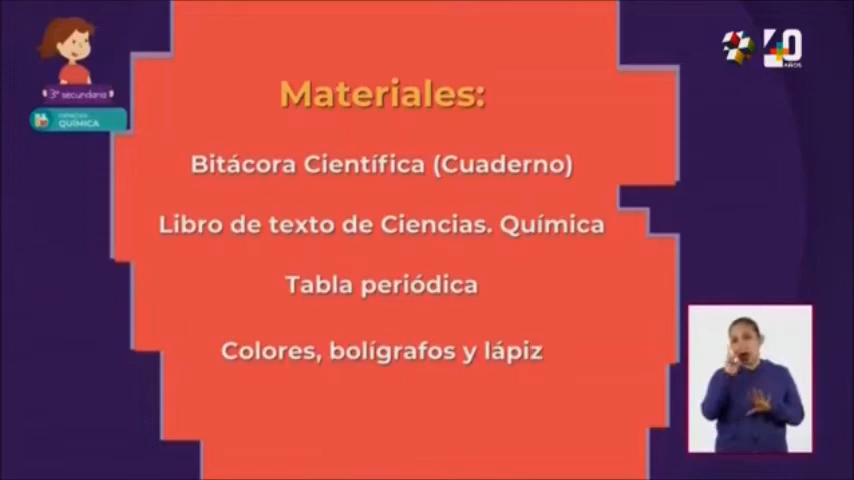 3° secundaria
CIENCIAS
QUÍMICA
40
AÑOS
Materiales:
Bitácora Científica (Cuaderno)
Libro de texto de Ciencias. Química
Tabla periódica
Colores, bolígrafos y lápiz